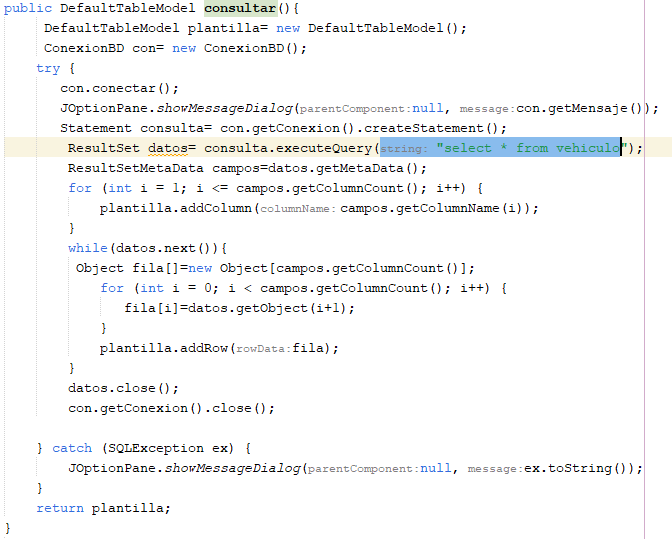 public DefaultTableModel consultar(){
DefaultTableModel plantilla= new DefaultTableModel();
ConexionBD con= new ConexionBD();
try {
con.conectar();
JOptionPane.showMessageDialog(parentComponent:null, message:con.getMensaje());
Statement consulta= con.getConexion().createStatement();
ResultSet datos= consulta.executeQuery(string: "select * from vehiculo");
ResultSetMetaData campos=datos.getMetaData();
for (int i = 1; i <= campos.getColumnCount(); i++) {
plantilla.addColumn(columnName:campos.getColumnName(i));
}
while(datos.next()){
Object fila[]=new Object[campos.getColumnCount()];
for (int i = 0; i < campos.getColumnCount(); i++) {
fila[i]=datos.getObject(i+1);
}
plantilla.addRow(rowData:fila);
}
datos.close();
con.getConexion().close();
} catch (SQLException ex) {
JOptionPane.showMessageDialog(parentComponent:null, message:ex.toString());
}
return plantilla;
}